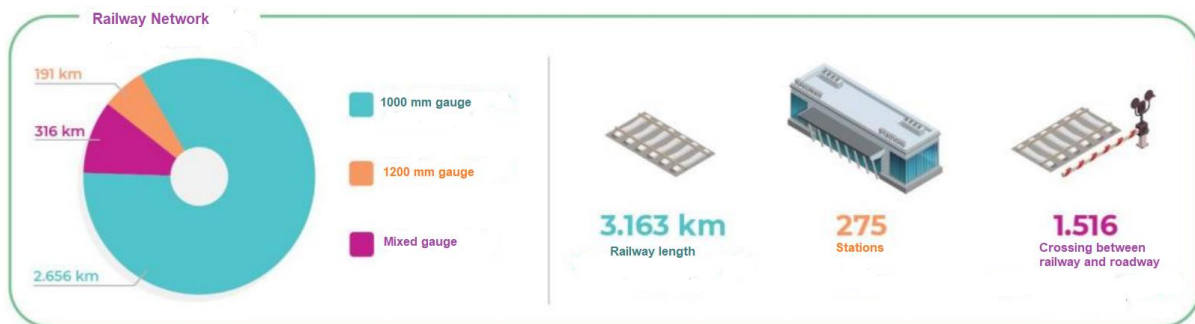 Railway Network
191 km
316 km
2.656 km
1000 mm gauge
1200 mm gauge
Mixed gauge
3.163 km
Railway length
275
Stations
1.516
Crossing between
railway and roadway